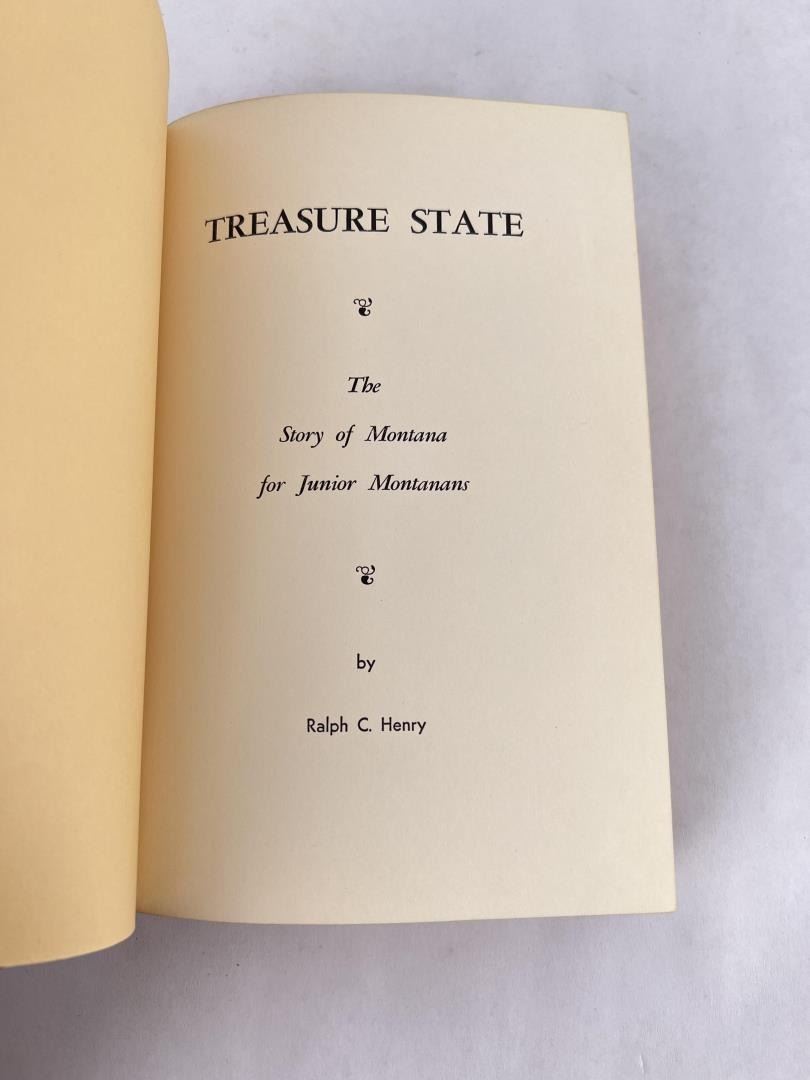 TREASURE STATE
The
Story of Montana
for Junior Montanans
by
Ralph C. Henry